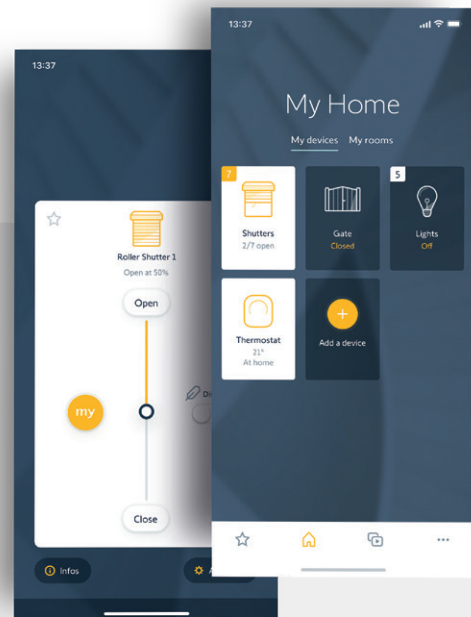 13:37
Roller Shutter 1
Open at 50%
Open
my
Close
Infos
13:37
My Home
My devices My rooms
7
Shutters
2/7 open
Gate
Closed
5
Lights
Off
Thermostat
21°
At home
+
Add a device